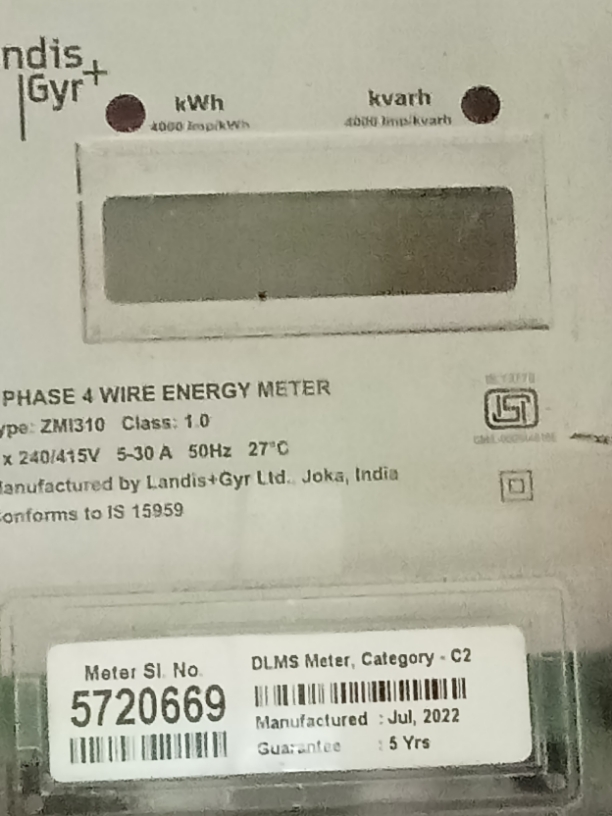 ndis
Gyr+
kWh
4000 Imp/kWh
kvarh
4000 Imp/kvarh
PHASE 4 WIRE ENERGY METER
ype: ZMI310 Class: 1.0
x 240/415V 5-30 A 50Hz 27°C
anufactured by Landis+Gyr Ltd., Joka, India
onforms to IS 15959
ISI
Meter Sl. No.
5720669
DLMS Meter, Category - C2
Manufactured : Jul, 2022
Guarantee : 5 Yrs